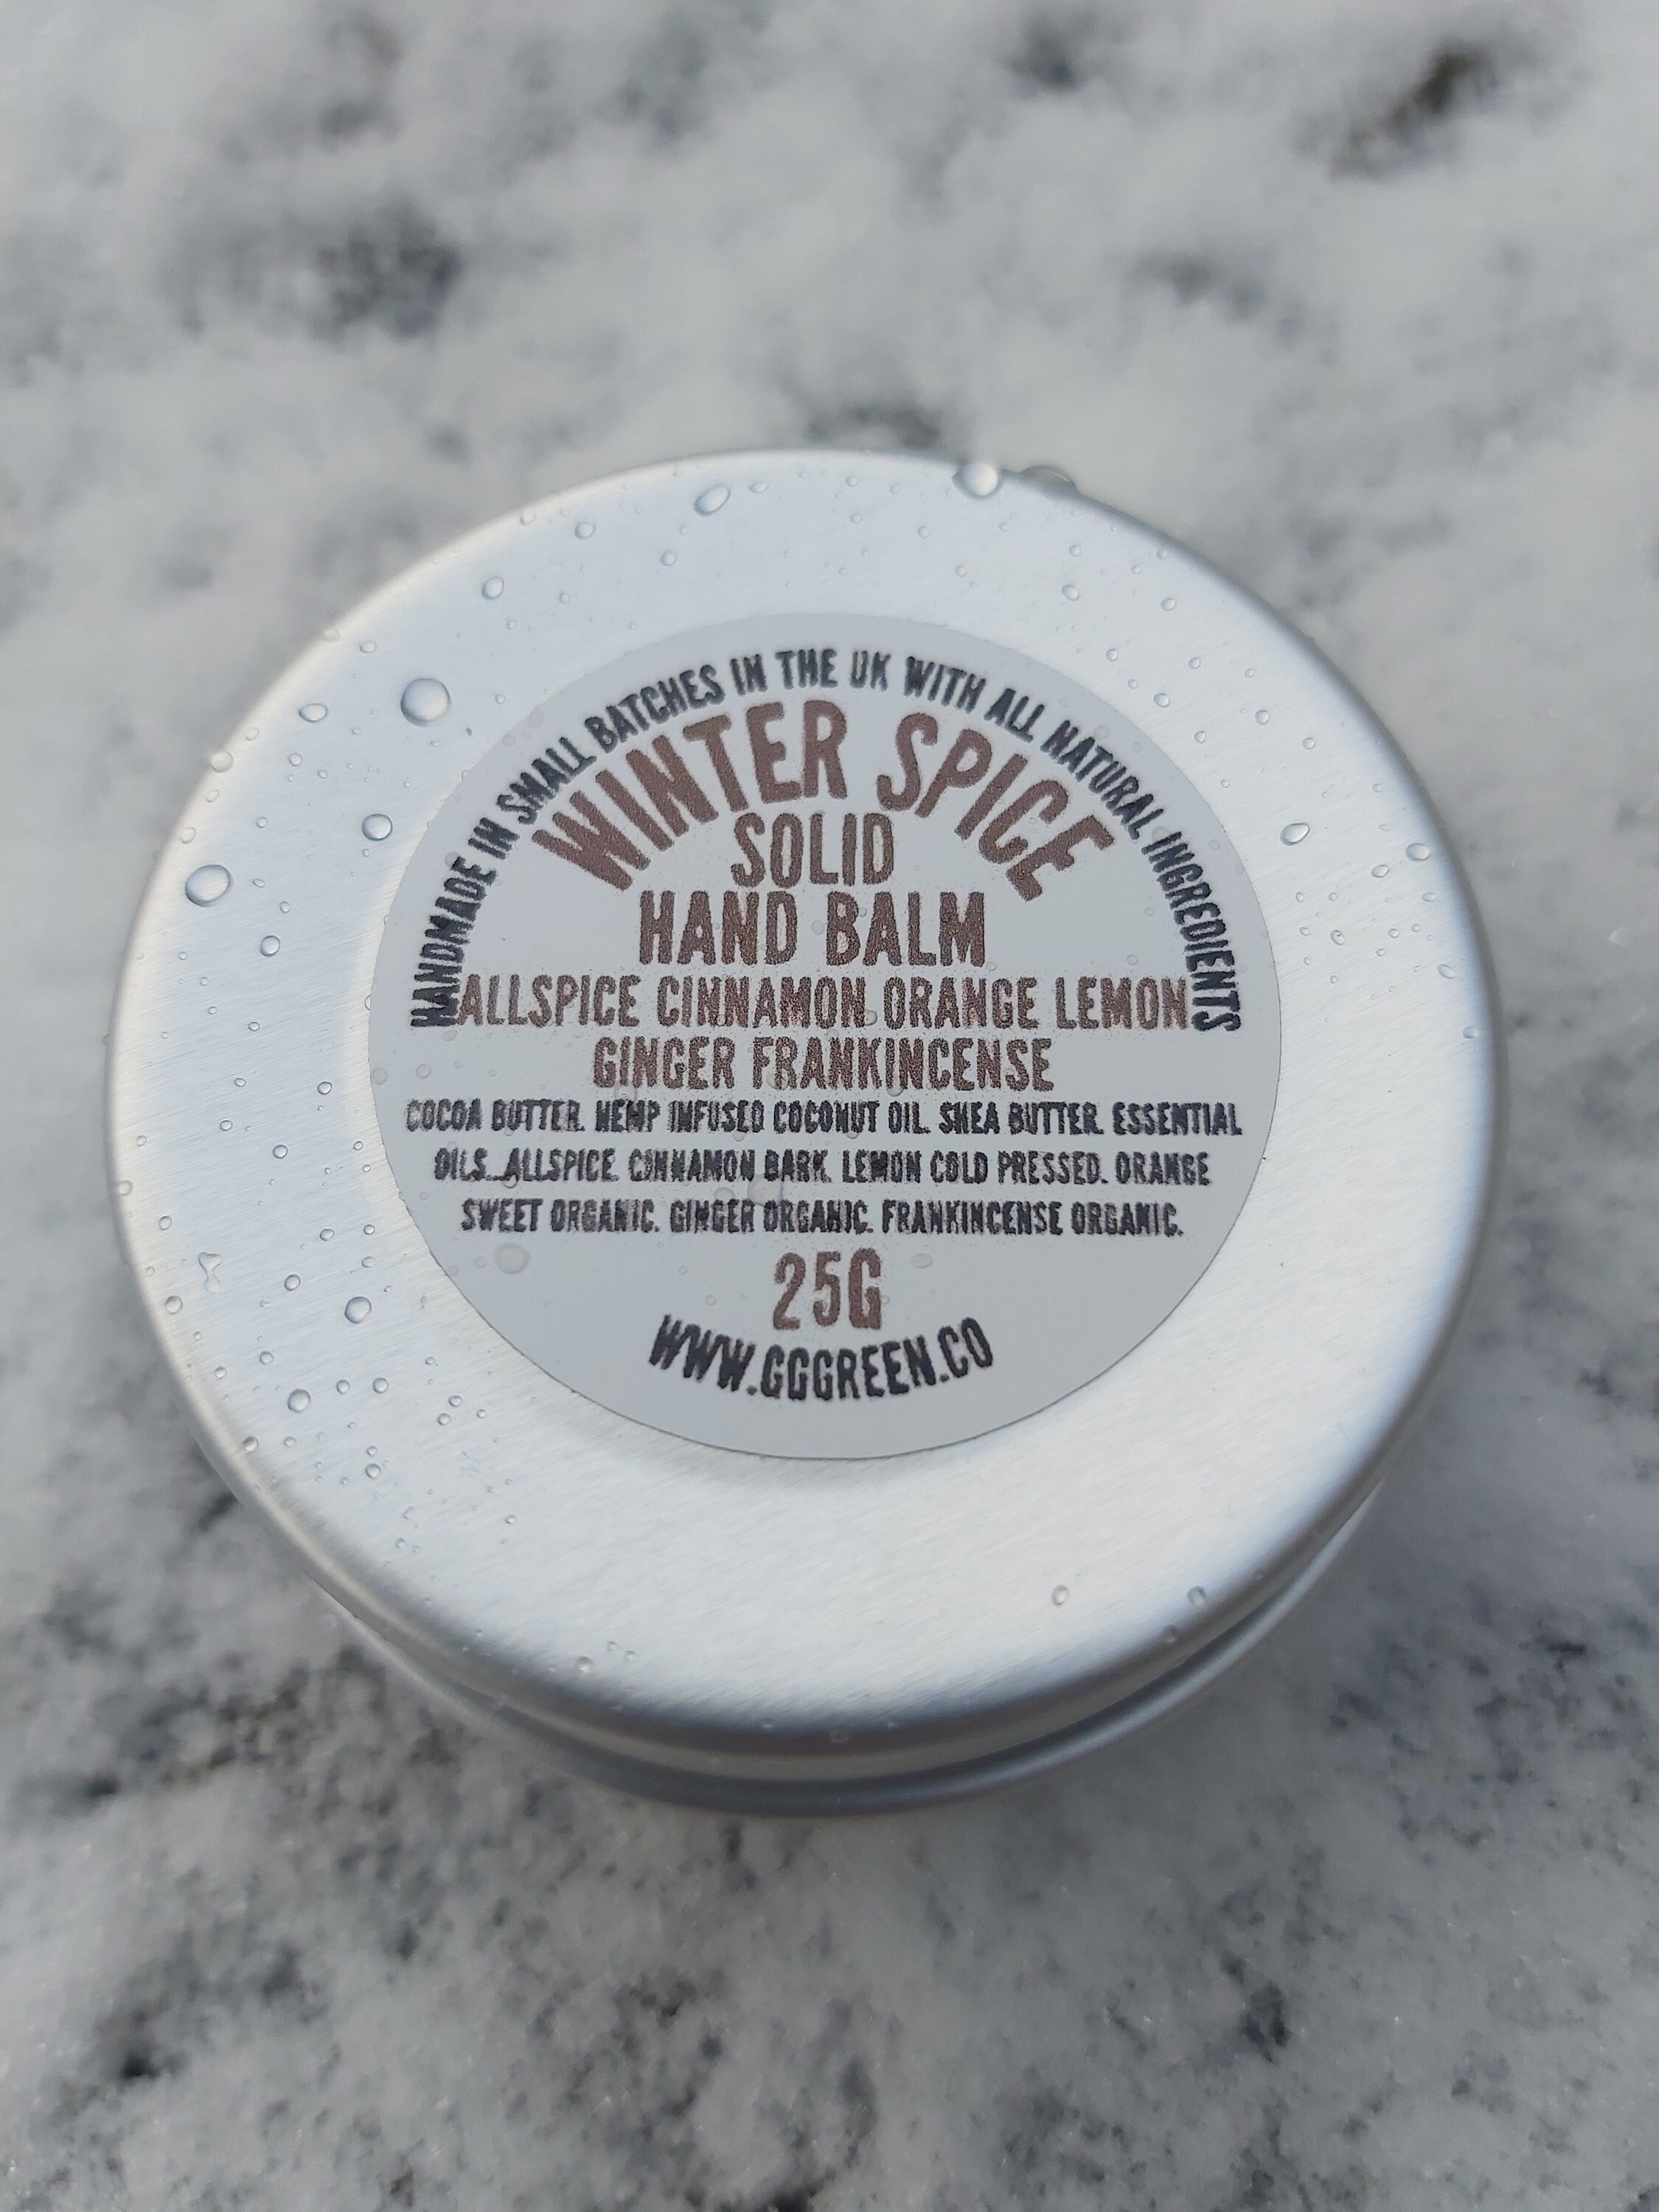 HANDMADE IN SMALL BATCHES IN THE UK WITH ALL NATURAL INGREDIENTS
WINTER SPICE
SOLID
HAND BALM
ALLSPICE CINNAMON ORANGE LEMON
GINGER FRANKINCENSE
COCOA BUTTER. HEMP INFUSED COCONUT OIL. SHEA BUTTER. ESSENTIAL
OILS...ALLSPICE. CINNAMON BARK. LEMON COLD PRESSED. ORANGE
SWEET ORGANIC. GINGER ORGANIC. FRANKINCENSE ORGANIC.
25G
WWW.GGGREEN.CO